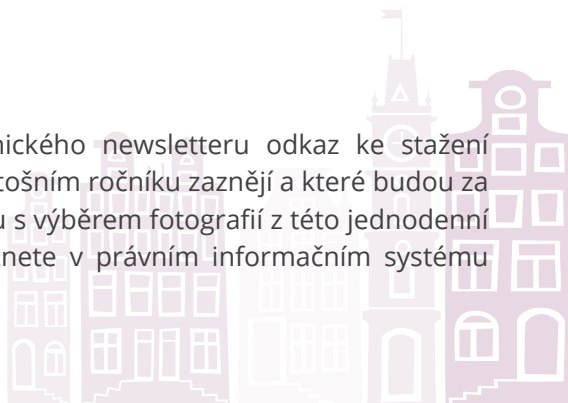 nického newsletteru odkaz ke stažení
tošním ročníku zaznějí a které budou za
u s výběrem fotografií z této jednodenní
nete v právním informačním systému